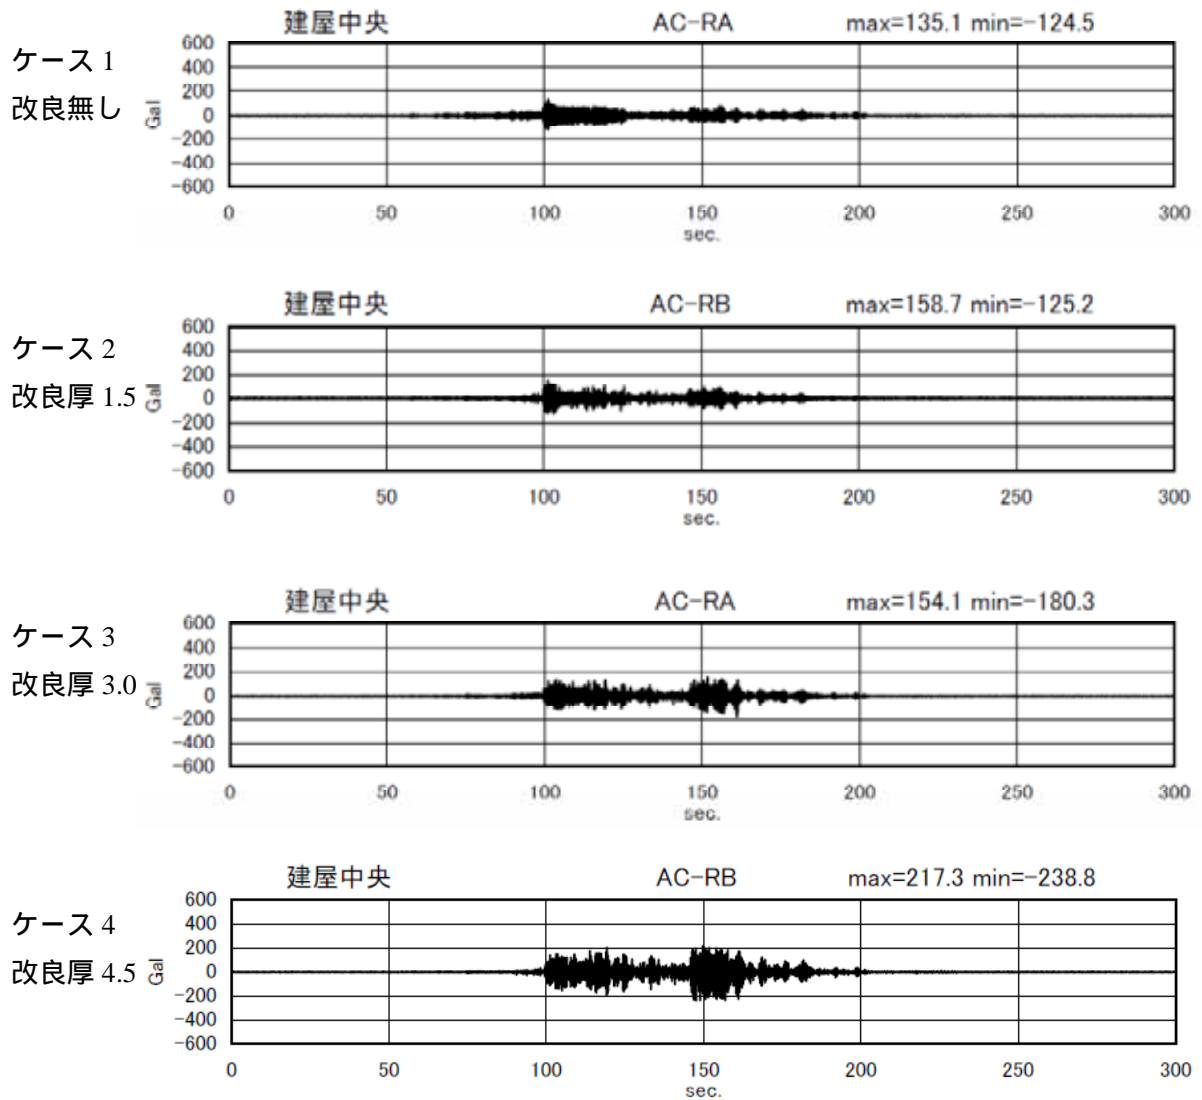 建屋中央 AC-RA max=135.1 min=-124.5
ケース 1
改良無し
Gal
600
400
200
0
-200
-400
-600
0 50 100 150 200 250 300
sec.
建屋中央 AC-RB max=158.7 min=-125.2
ケース 2
改良厚 1.5
Gal
600
400
200
0
-200
-400
-600
0 50 100 150 200 250 300
sec.
建屋中央 AC-RA max=154.1 min=-180.3
ケース 3
改良厚 3.0
Gal
600
400
200
0
-200
-400
-600
0 50 100 150 200 250 300
sec.
建屋中央 AC-RB max=217.3 min=-238.8
ケース 4
改良厚 4.5
Gal
600
400
200
0
-200
-400
-600
0 50 100 150 200 250 300
sec.